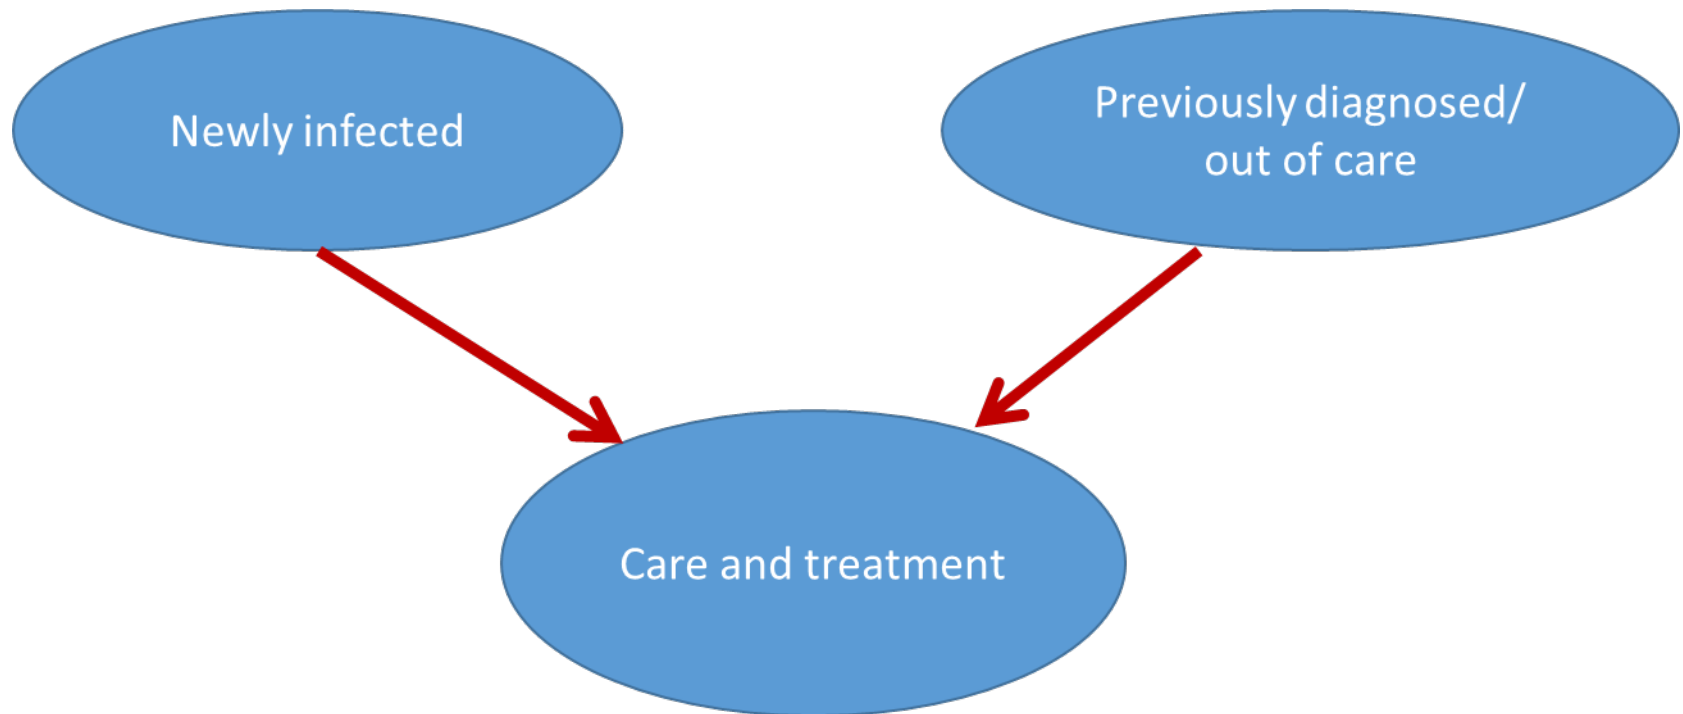 Newly infected
Previously diagnosed/
out of care
Care and treatment